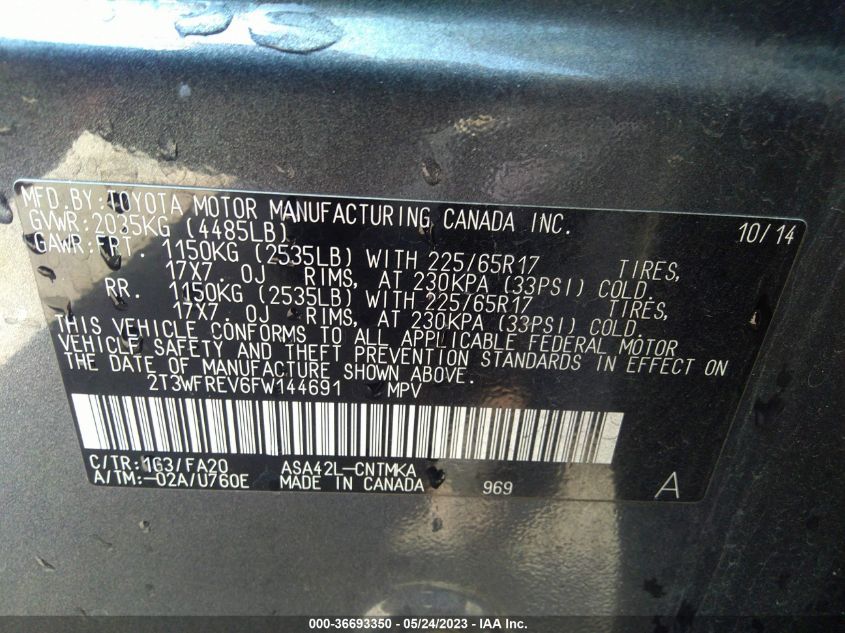 MFD.BY:TOYOTA MOTOR MANUFACTURING CANADA INC. 10/14
GVWR:2035KG (4485LB)
GAWR:FRT. 1150KG (2535LB) WITH 225/65R17 TIRES,
17X7.0J RIMS, AT 230KPA (33PSI) COLD.
RR. 1150KG (2535LB) WITH 225/65R17 TIRES,
17X7.0J RIMS, AT 230KPA (33PSI) COLD.
THIS VEHICLE CONFORMS TO ALL APPLICABLE FEDERAL MOTOR
VEHICLE SAFETY AND THEFT PREVENTION STANDARDS IN EFFECT ON
THE DATE OF MANUFACTURE SHOWN ABOVE.
2T3WFREV6FW144691 MPV
C/TR:1G3/FA20 ASA42L-CNTMKA
A/TM:-02A/U760E MADE IN CANADA 969 A
000-36693350 - 05/24/2023 - IAA Inc.